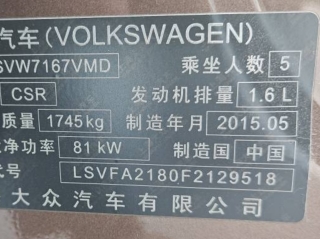 汽车(VOLKSWAGEN)
SVW7167VMD 乘坐人数 5
CSR 发动机排量 1.6 L
质量 1745kg 制造年月 2015.05
净功率 81 kW 制造国 中国
号 LSVFA2180F2129518
大众汽车有限公司